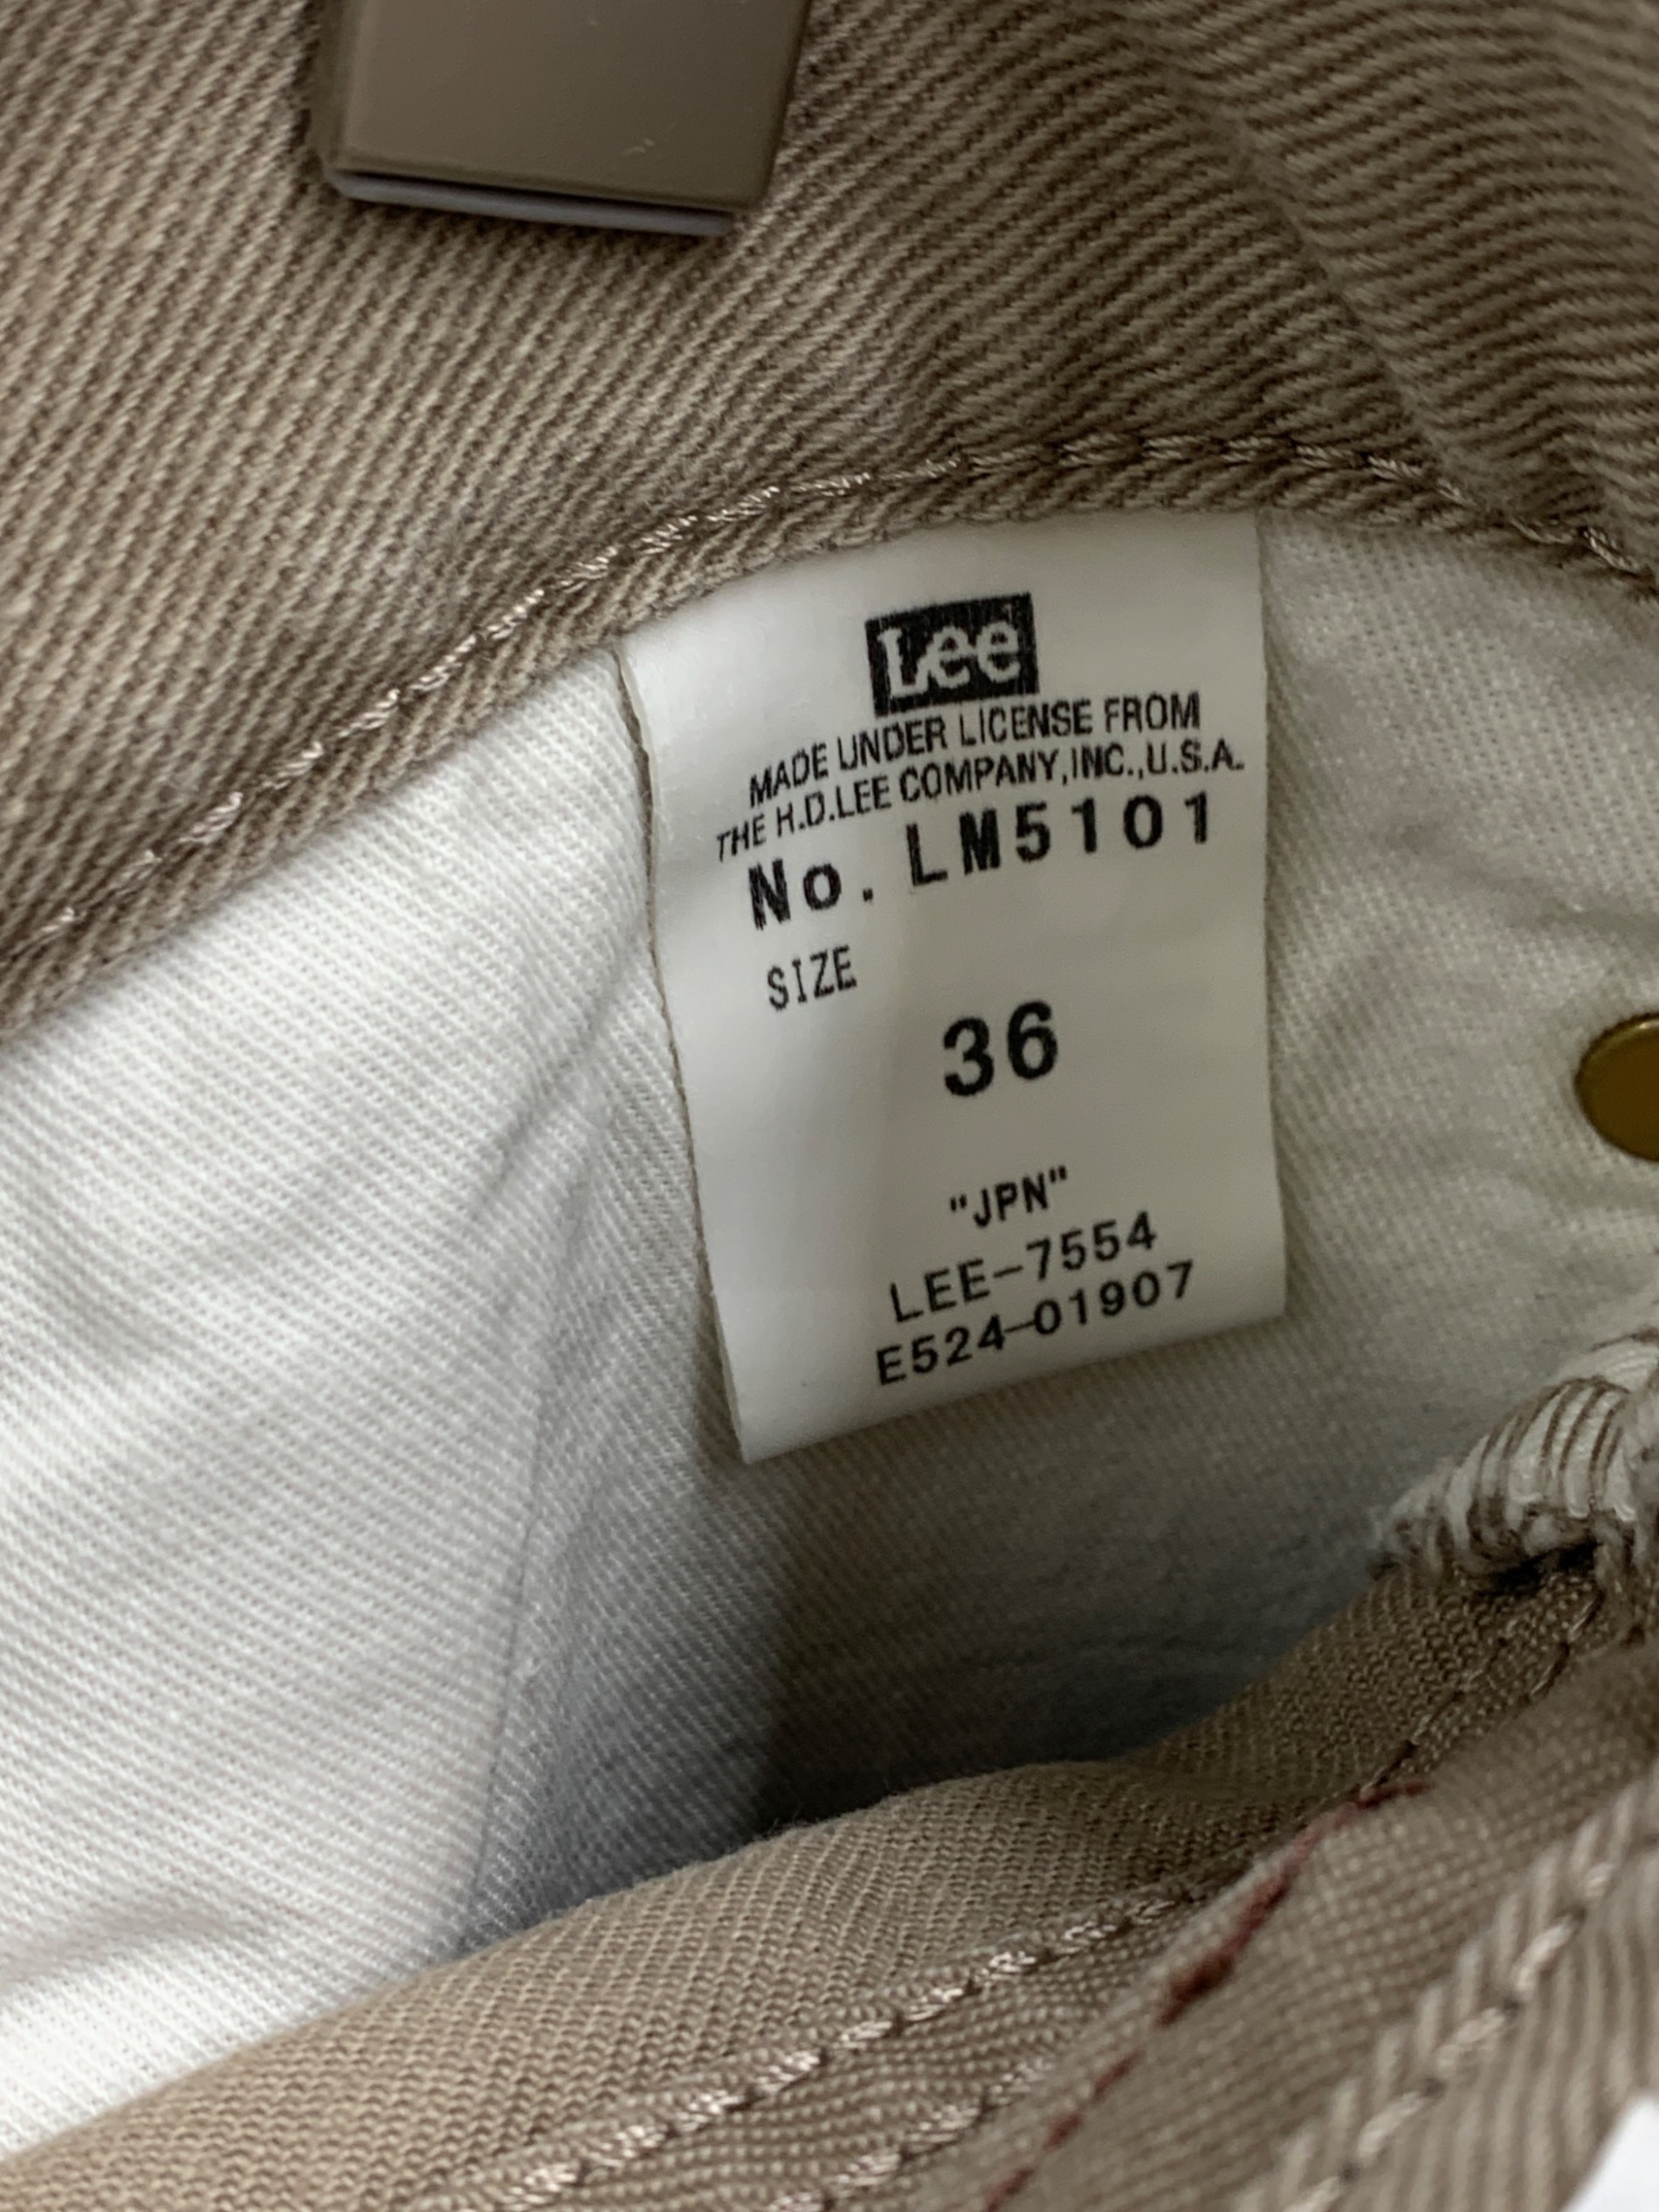 Lee
MADE UNDER LICENSE FROM
THE H.D.LEE COMPANY,INC.,U.S.A.
No. LM5101
SIZE
36
"JPN"
LEE-7554
E524-01907